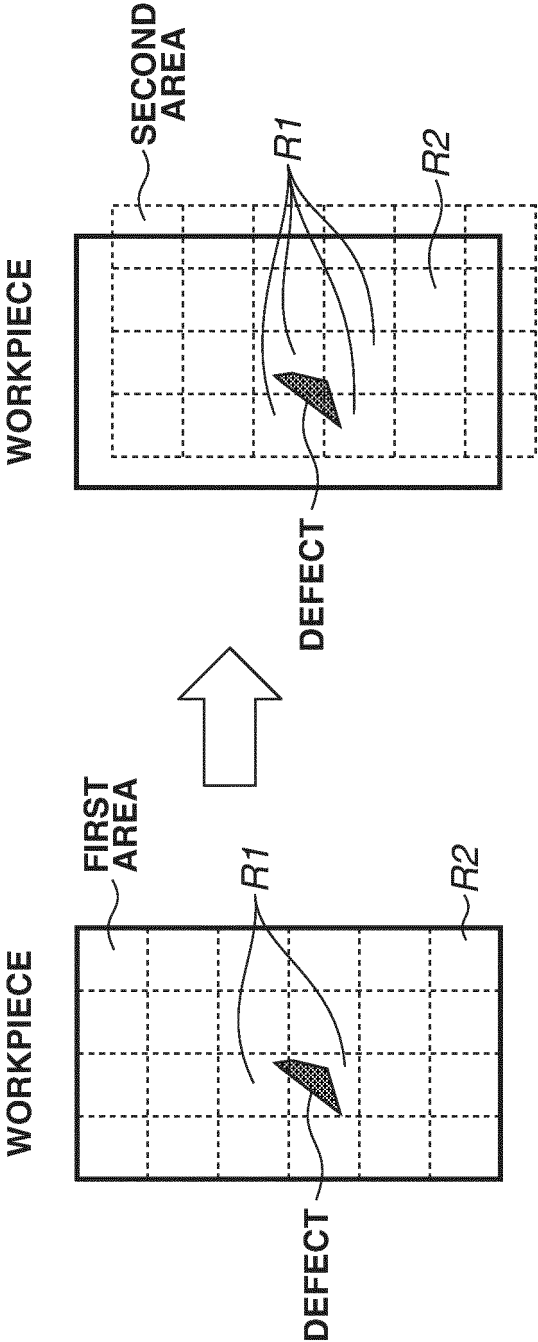 WORKPIECE
FIRST
AREA
R1
R2
DEFECT
WORKPIECE
SECOND
AREA
R1
R2
DEFECT